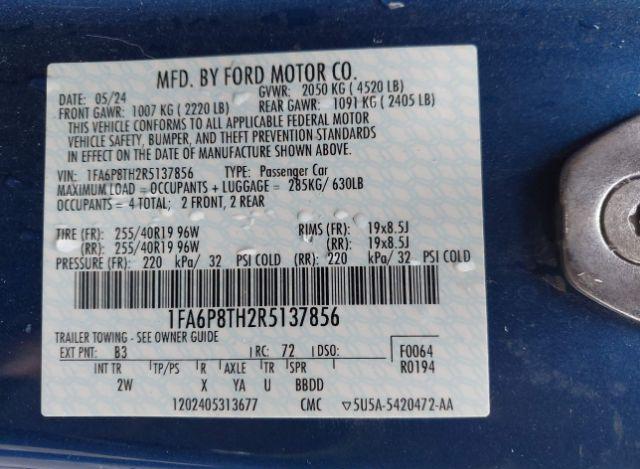 MFD. BY FORD MOTOR CO.
DATE: 05/24 GVWR: 2050 KG ( 4520 LB)
FRONT GAWR: 1007 KG ( 2220 LB) REAR GAWR: 1091 KG ( 2405 LB)
THIS VEHICLE CONFORMS TO ALL APPLICABLE FEDERAL MOTOR
VEHICLE SAFETY, BUMPER, AND THEFT PREVENTION STANDARDS
IN EFFECT ON THE DATE OF MANUFACTURE SHOWN ABOVE.
VIN: 1FA6P8TH2R5137856 TYPE: Passenger Car
MAXIMUM LOAD = OCCUPANTS + LUGGAGE = 285KG/ 630LB
OCCUPANTS = 4 TOTAL; 2 FRONT, 2 REAR
TIRE (FR): 255/40R19 96W RIMS (FR): 19x8.5J
(RR): 255/40R19 96W (RR): 19x8.5J
PRESSURE (FR): 220 kPa/ 32 PSI COLD (RR): 220 kPa/ 32 PSI COLD
1FA6P8TH2R5137856
TRAILER TOWING - SEE OWNER GUIDE
EXT PNT: B3 RC: 72 DSO: F0064
INT TR TP/PS R AXLE TR SPR R0194
2W X YA U BBDD
1202405313677 CMC ▽5U5A-5420472-AA